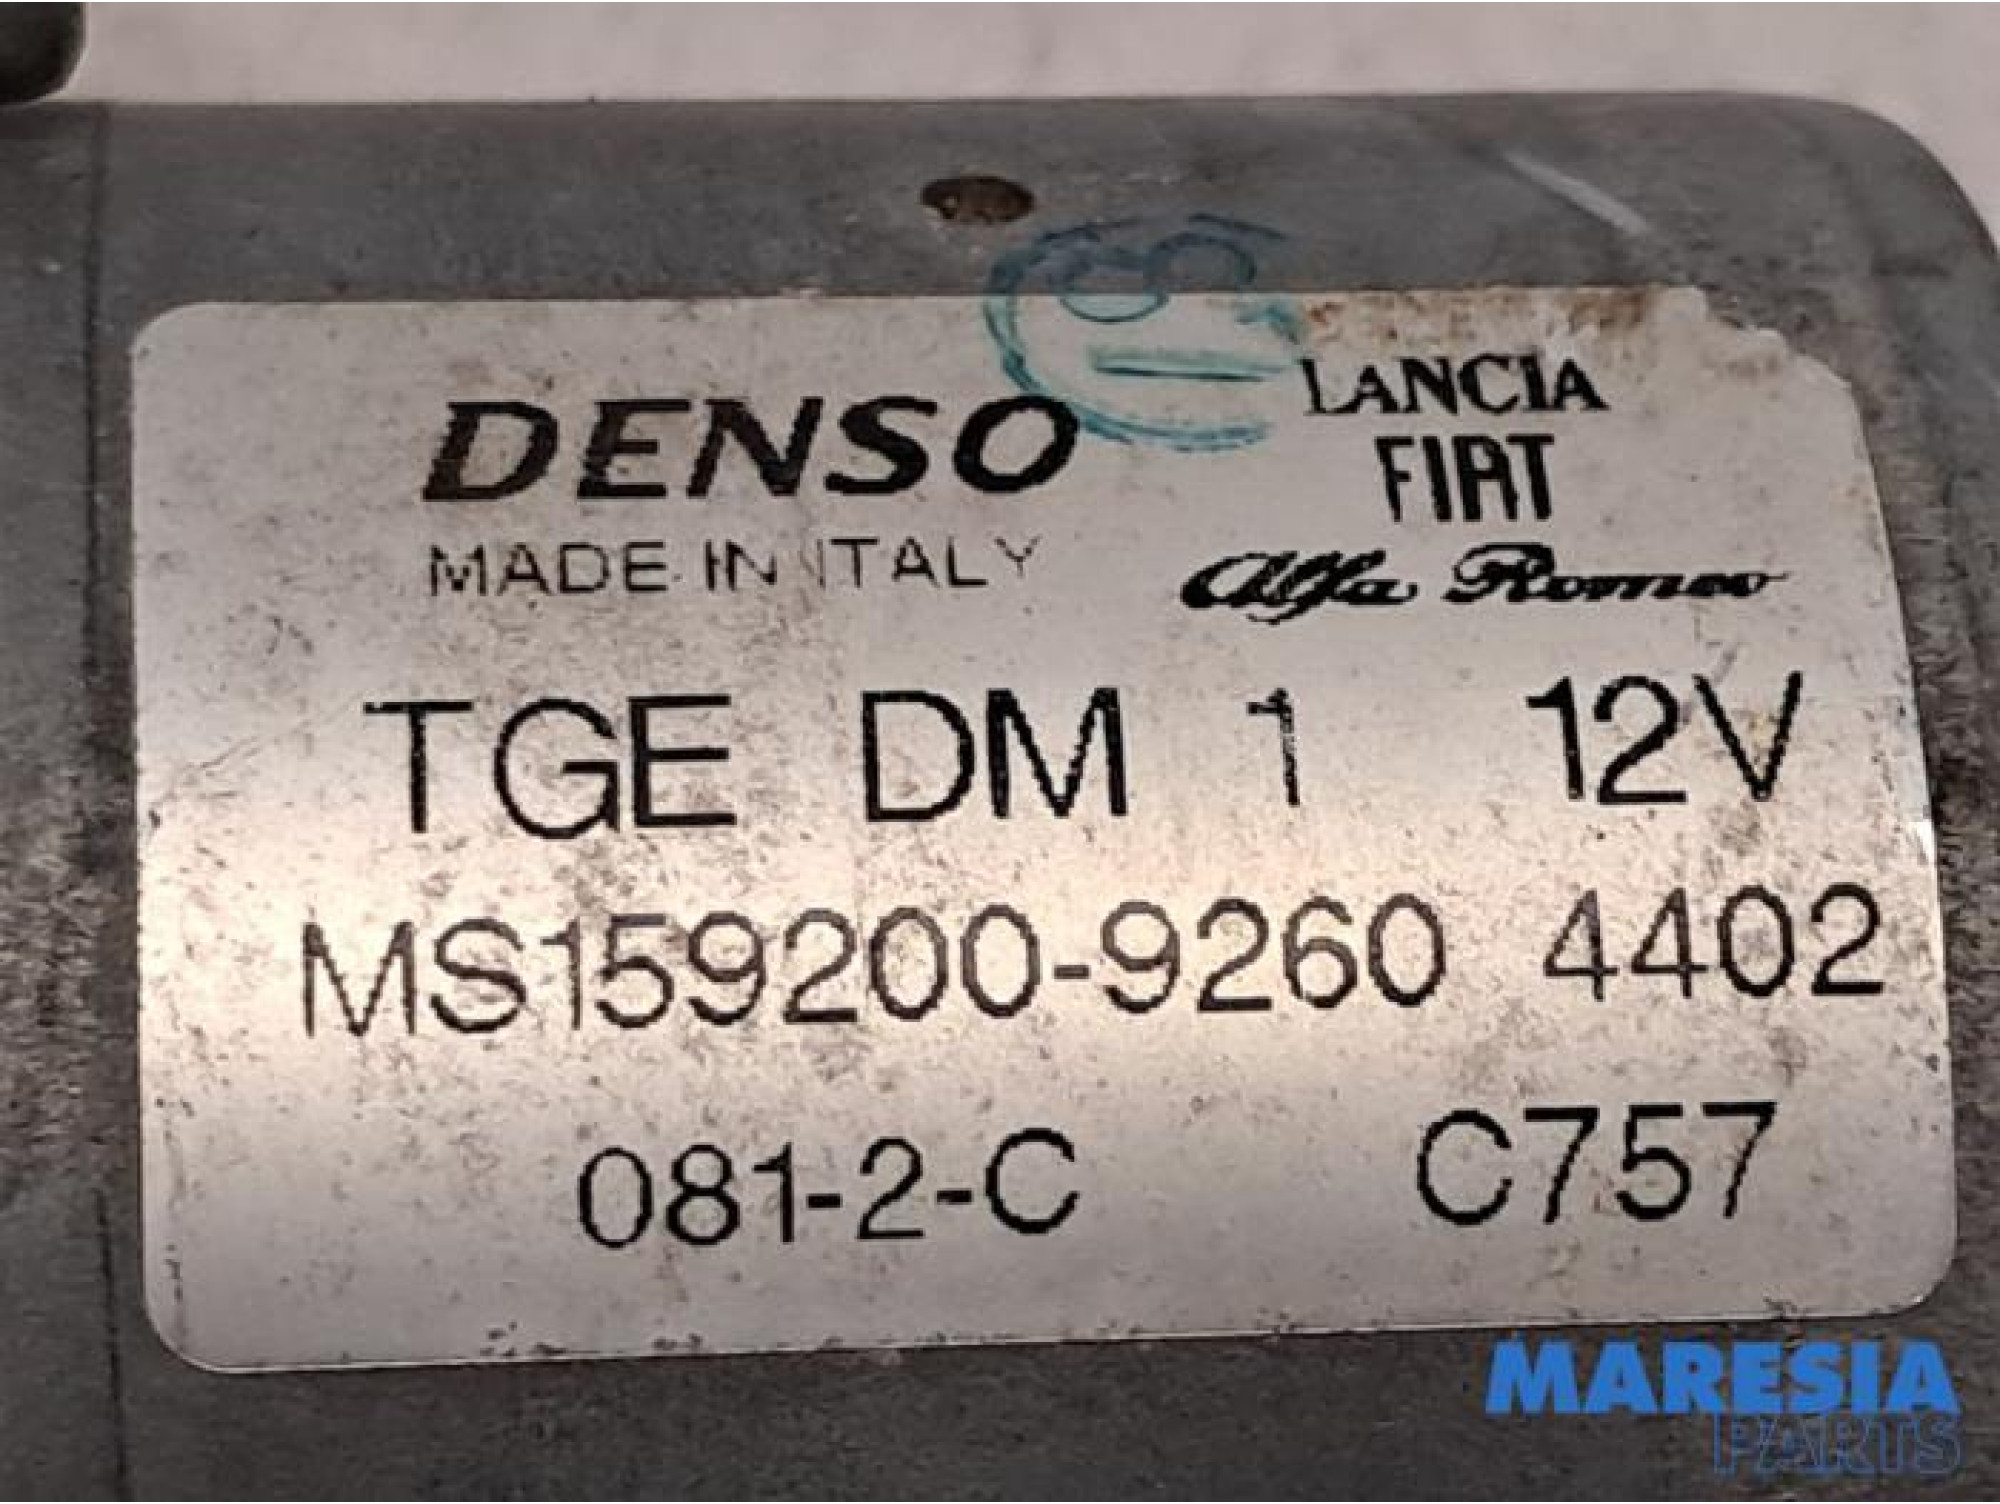 DENSO
MADE IN ITALY
LANCIA
FIAT
Alfa Romeo
TGE DM 1 12V
MS159200-9260 4402
081-2-C C757
MARESIA
PARTS